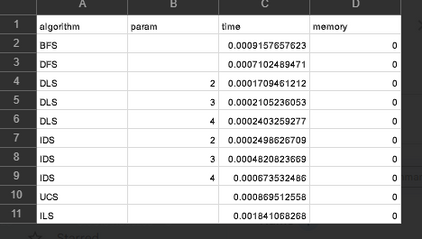 A B C D
1 algorithm param time memory
2 BFS 0.0009157657623 0
3 DFS 0.0007102489471 0
4 DLS 2 0.0001709461212 0
5 DLS 3 0.0002105236053 0
6 DLS 4 0.0002403259277 0
7 IDS 2 0.0002498626709 0
8 IDS 3 0.0004820823669 0
9 IDS 4 0.000673532486 0
10 UCS 0.000869512558 0
11 ILS 0.001841068268 0
Starred